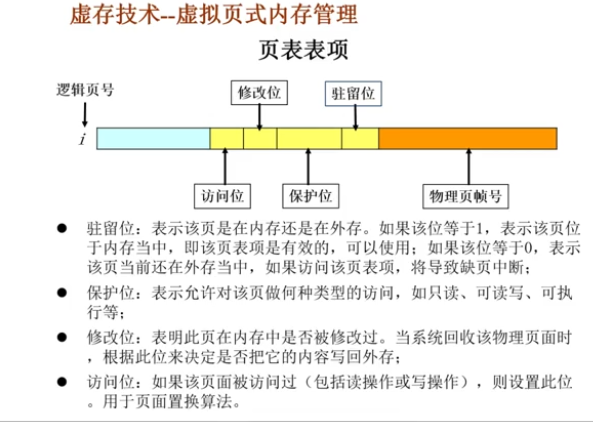 虚存技术--虚拟页式内存管理
页表表项
逻辑页号
修改位
驻留位
i
访问位
保护位
物理页帧号
● 驻留位：表示该页是在内存还是在外存。如果该位等于1，表示该页位
于内存当中，即该页表项是有效的，可以使用；如果该位等于0，表示
该页当前还在外存当中，如果访问该页表项，将导致缺页中断；
● 保护位：表示允许对该页做何种类型的访问，如只读、可读写、可执
行等；
● 修改位：表明此页在内存中是否被修改过。当系统回收该物理页面时
，根据此位来决定是否把它的内容写回外存；
● 访问位：如果该页面被访问过（包括读操作或写操作），则设置此位
。用于页面置换算法。